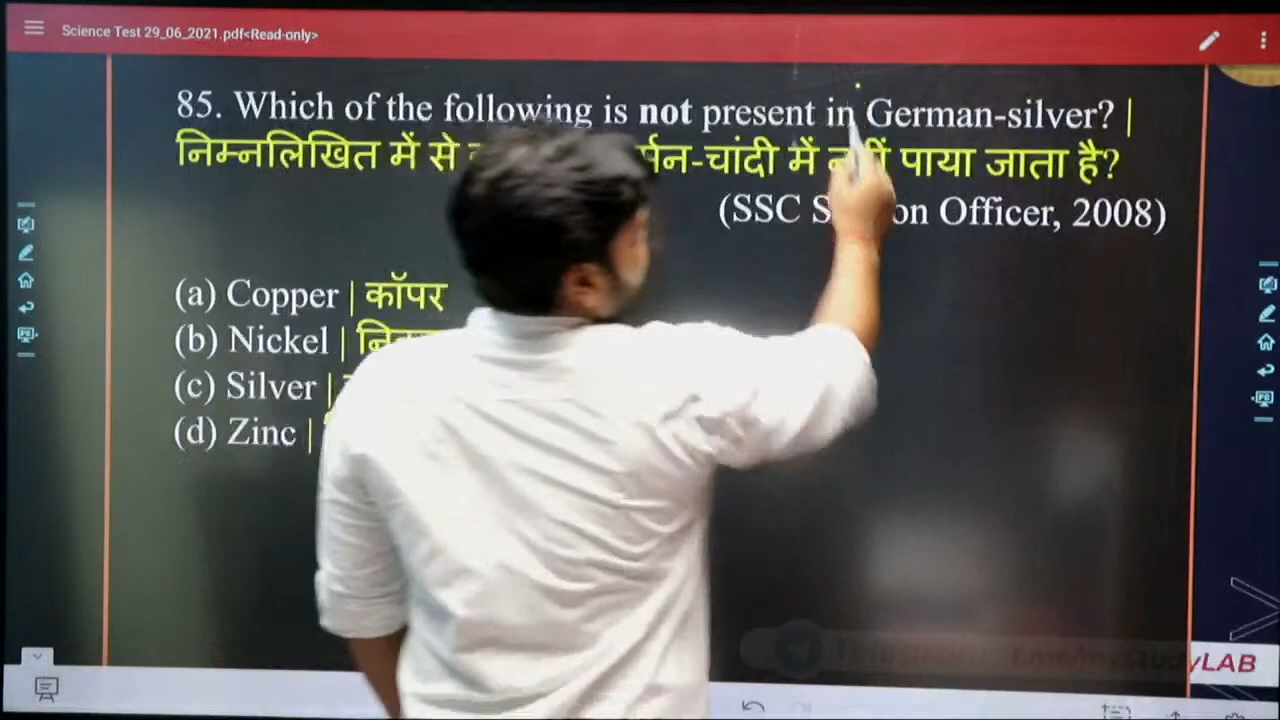 Science Test 29_06_2021.pdf<Read-only>
85. Which of the following is not present in German-silver? |
निम्नलिखित में से चांदी में पाया जाता है?
(SSC Officer, 2008)
(a) Copper | कॉपर
(b) Nickel |
(c) Silver |
(d) Zinc |
LAB